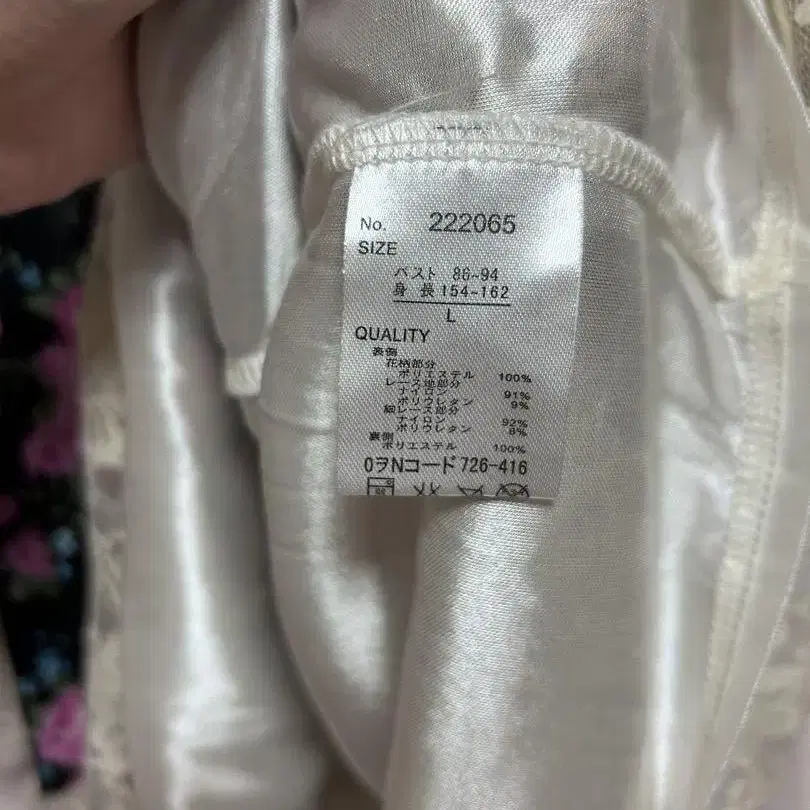 No. 222065
SIZE
バスト 86~94
身長 154-162
L
QUALITY
表側
花柄部分
ポリエステル 100%
レース地部分
ナイロン 91%
ポリウレタン 9%
細レース部分
ナイロン 92%
ポリウレタン 8%
裏側
ポリエステル 100%
0ヲNコード 726-416